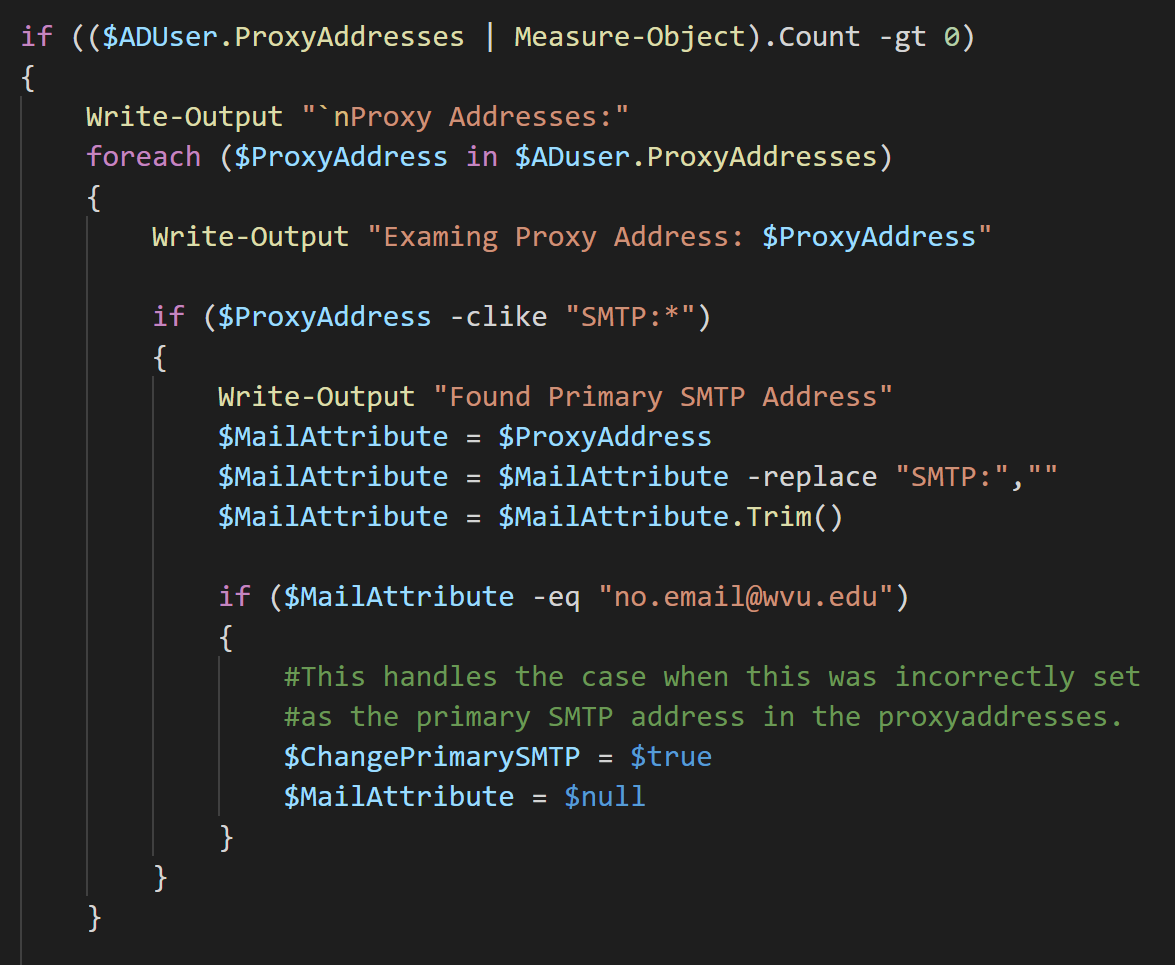 if (($ADUser.ProxyAddresses | Measure-Object).Count -gt 0)
{
    Write-Output "`nProxy Addresses:"
    foreach ($ProxyAddress in $ADuser.ProxyAddresses)
    {
        Write-Output "Examing Proxy Address: $ProxyAddress"

        if ($ProxyAddress -clike "SMTP:*")
        {
            Write-Output "Found Primary SMTP Address"
            $MailAttribute = $ProxyAddress
            $MailAttribute = $MailAttribute -replace "SMTP:",""
            $MailAttribute = $MailAttribute.Trim()

            if ($MailAttribute -eq "no.email@wvu.edu")
            {
                #This handles the case when this was incorrectly set
                #as the primary SMTP address in the proxyaddresses.
                $ChangePrimarySMTP = $true
                $MailAttribute = $null
            }
        }
    }